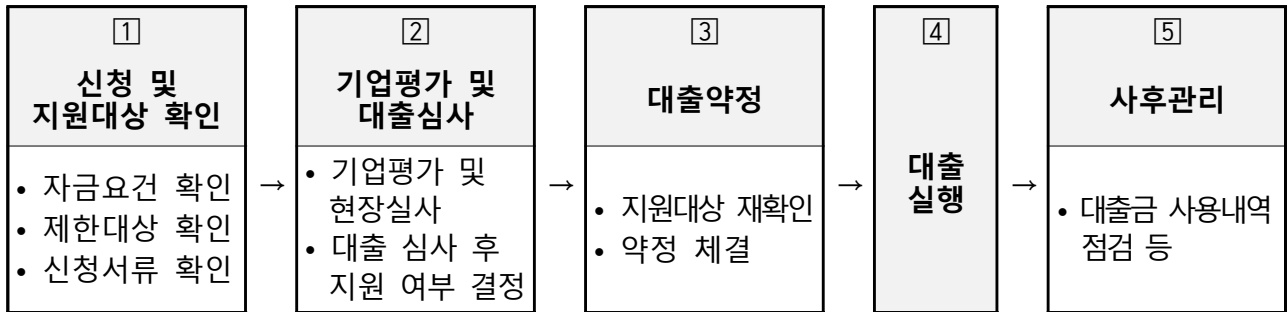 1
신청 및
지원대상 확인
• 자금요건 확인
• 제한대상 확인
• 신청서류 확인
→
2
기업평가 및
대출심사
• 기업평가 및
현장실사
• 대출 심사 후
지원 여부 결정
→
3
대출약정
• 지원대상 재확인
• 약정 체결
→
4
대출
실행
→
5
사후관리
• 대출금 사용내역
점검 등